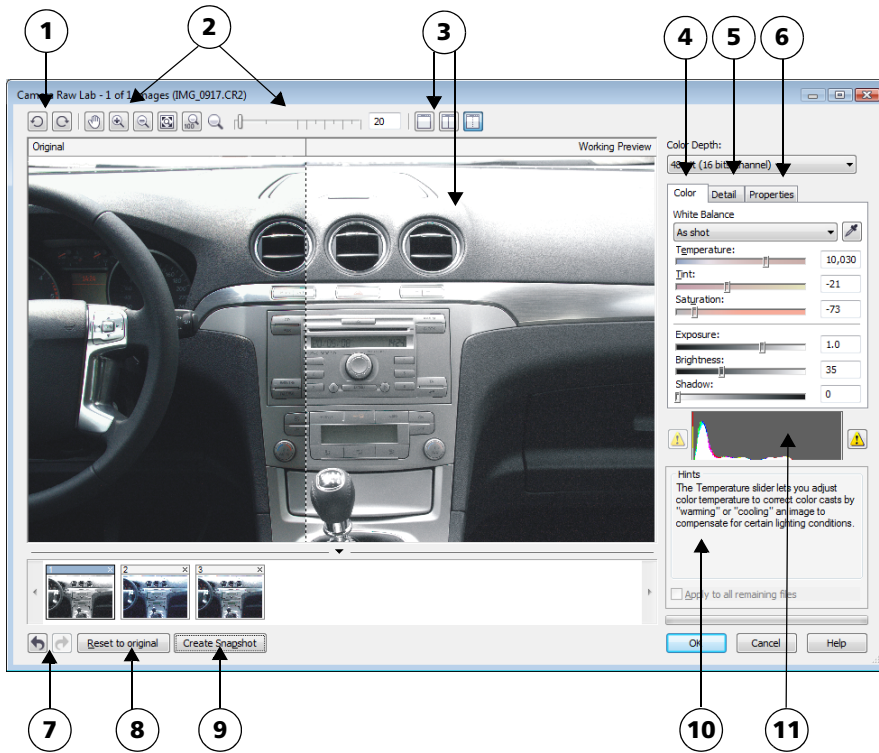 1
2
3
4
5
6
Camera Raw Lab - 1 of 1 images (IMG_0917.CR2)
100
20
Original
Working Preview
Color Depth:
48-bit (16 bits/channel)
Color
Detail
Properties
White Balance
As shot
Temperature:
10,030
Tint:
-21
Saturation:
-73
Exposure:
1.0
Brightness:
35
Shadow:
0
Hints
The Temperature slider lets you adjust
color temperature to correct color casts by
"warming" or "cooling" an image to
compensate for certain lighting conditions.
1
2
3
Apply to all remaining files
Reset to original
Create Snapshot
OK
Cancel
Help
7
8
9
10
11